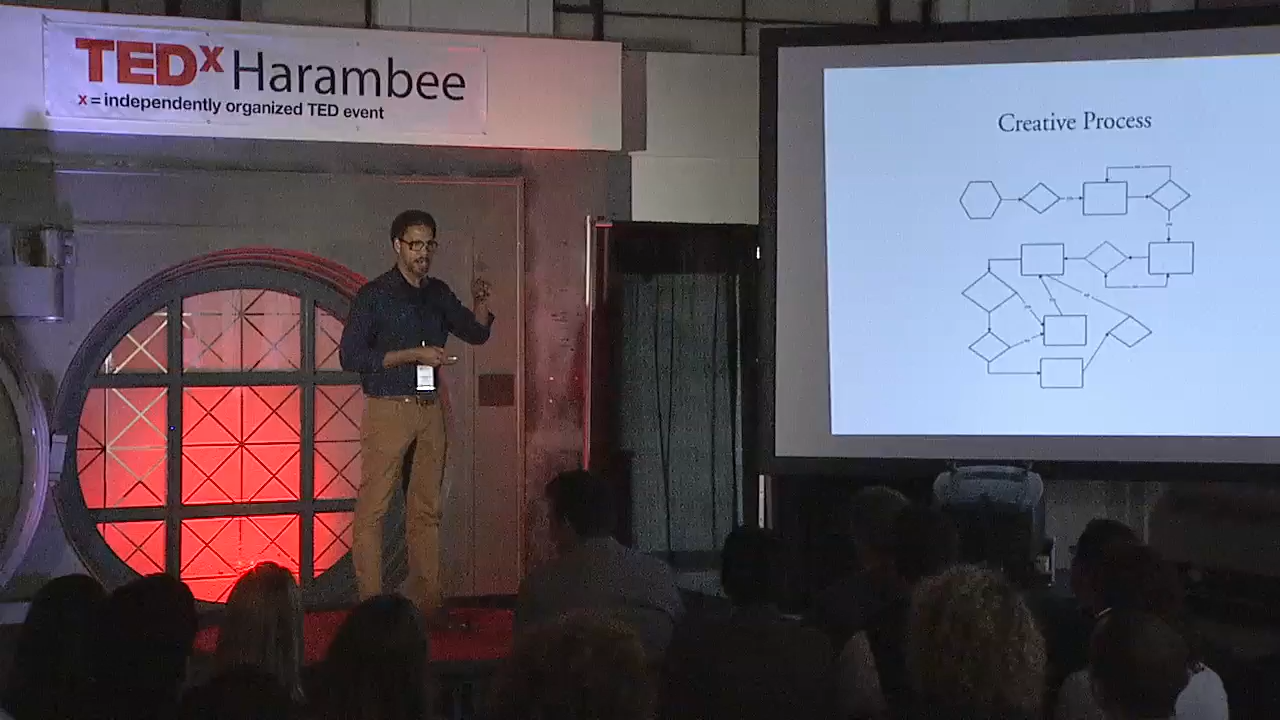 TEDx Harambee
x = independently organized TED event
Creative Process